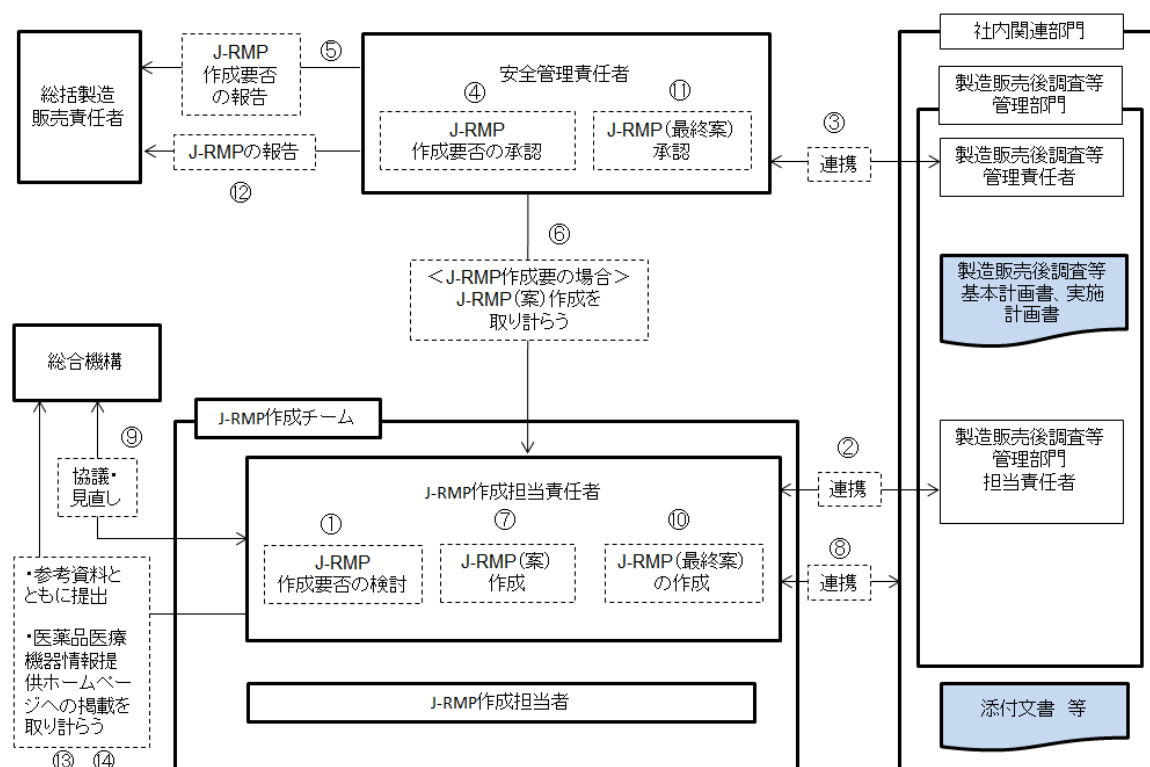 社内関連部門
⑤
J-RMP
作成要否
の報告
総括製造
販売責任者
J-RMPの報告
⑫
安全管理責任者
④
J-RMP
作成要否の承認
⑪
J-RMP(最終案)
承認
③
連携
製造販売後調査等
管理部門
製造販売後調査等
管理責任者
製造販売後調査等
基本計画書、実施
計画書
⑥
<J-RMP作成要の場合>
J-RMP(案)作成を
取り計らう
総合機構
⑨
協議・
見直し
J-RMP作成チーム
J-RMP作成担当責任者
①
J-RMP
作成要否の検討
⑦
J-RMP(案)
作成
⑩
J-RMP(最終案)
の作成
②
連携
⑧
連携
製造販売後調査等
管理部門
担当責任者
・参考資料と
ともに提出
・医薬品医療
機器情報提
供ホームペー
ジへの掲載を
取り計らう
⑬ ⑭
J-RMP作成担当者
添付文書 等